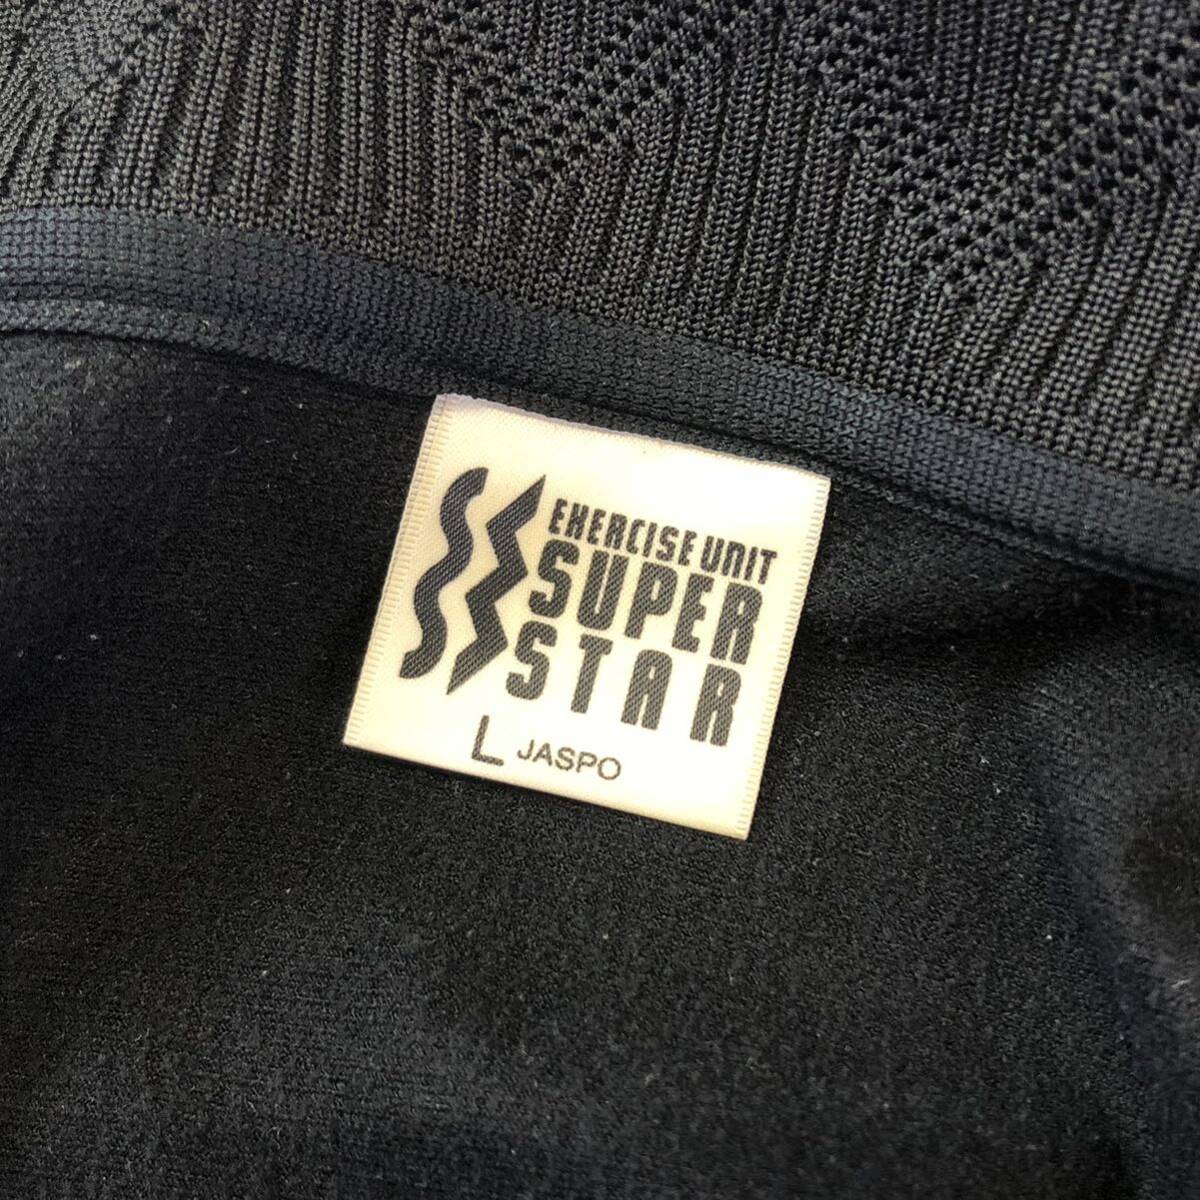 EXERCISE UNIT
SUPER
STAR
L JASPO